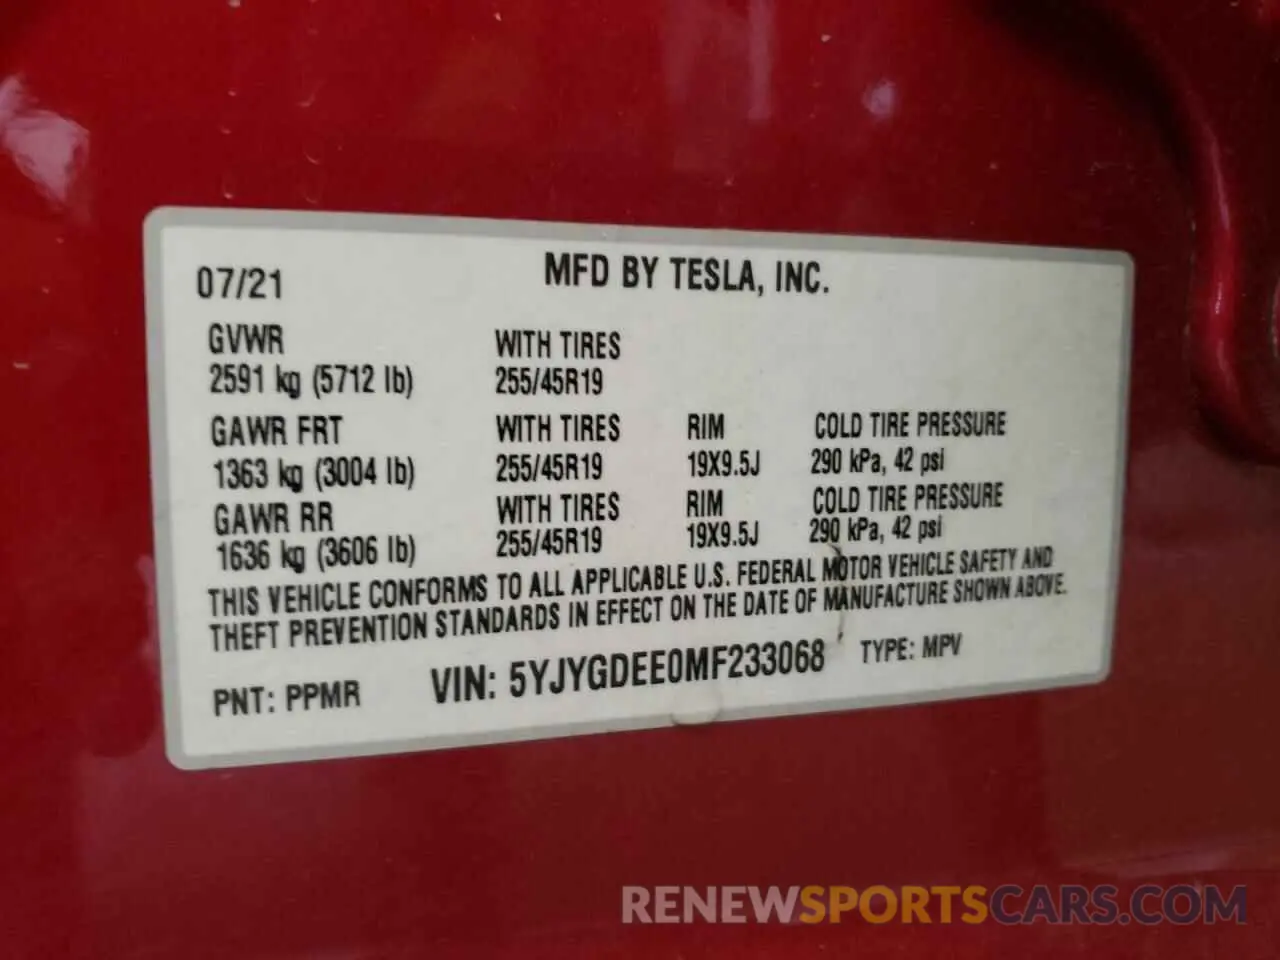 07/21 MFD BY TESLA, INC.
GVWR WITH TIRES
2591 kg (5712 lb) 255/45R19
GAWR FRT WITH TIRES RIM COLD TIRE PRESSURE
1363 kg (3004 lb) 255/45R19 19X9.5J 290 kPa, 42 psi
GAWR RR WITH TIRES RIM COLD TIRE PRESSURE
1636 kg (3606 lb) 255/45R19 19X9.5J 290 kPa, 42 psi
THIS VEHICLE CONFORMS TO ALL APPLICABLE U.S. FEDERAL MOTOR VEHICLE SAFETY AND
THEFT PREVENTION STANDARDS IN EFFECT ON THE DATE OF MANUFACTURE SHOWN ABOVE.
PNT: PPMR VIN: 5YJYGDEE0MF233068 TYPE: MPV
RENEWSPORTSCARS.COM